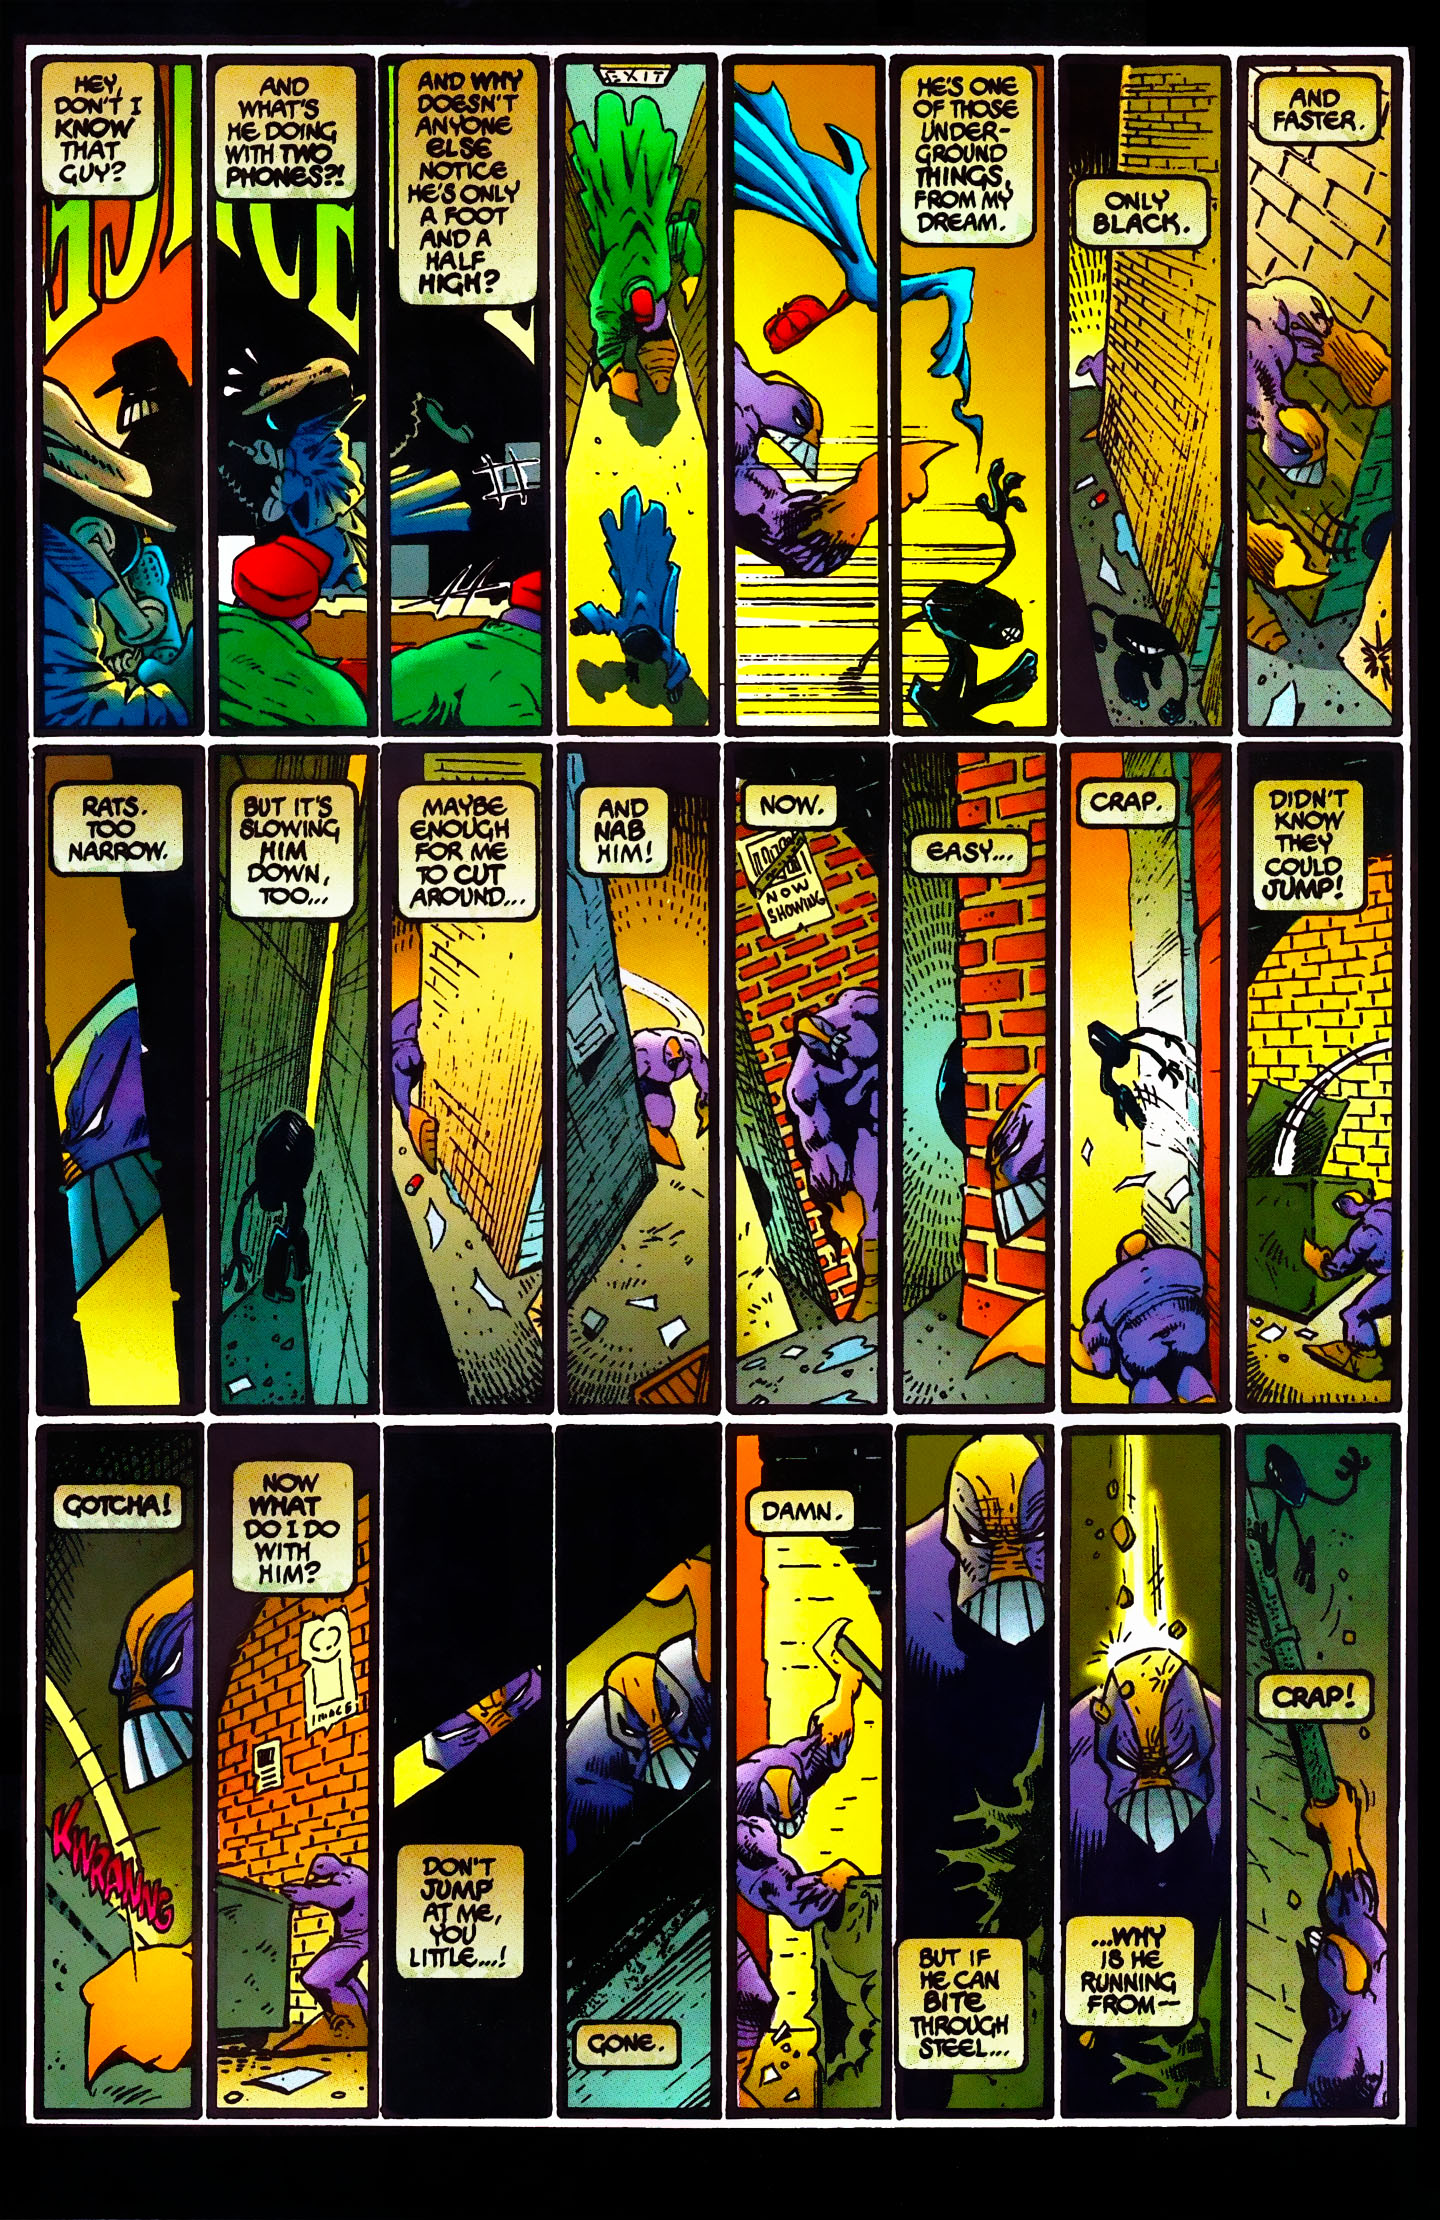 HEY,
DON'T I
KNOW
THAT
GUY?
AND
WHAT'S
HE DOING
WITH TWO
PHONES?!
AND WHY
DOESN'T
ANYONE
ELSE
NOTICE
HE'S ONLY
A FOOT
AND A
HALF
HIGH?
EXIT
HE'S ONE
OF THOSE
UNDER-
GROUND
THINGS,
FROM MY
DREAM.
ONLY
BLACK.
AND
FASTER.
RATS.
TOO
NARROW.
BUT IT'S
SLOWING
HIM
DOWN,
TOO...
MAYBE
ENOUGH
FOR ME
TO CUT
AROUND...
AND
NAB
HIM!
NOW.
NOW
SHOWING
EASY...
CRAP.
DIDN'T
KNOW
THEY
COULD
JUMP!
GOTCHA!
KWRANNG
NOW
WHAT
DO I DO
WITH
HIM?
IMAGE
DON'T
JUMP
AT ME,
YOU
LITTLE...!
GONE.
DAMN.
BUT IF
HE CAN
BITE
THROUGH
STEEL...
...WHY
IS HE
RUNNING
FROM--
CRAP!